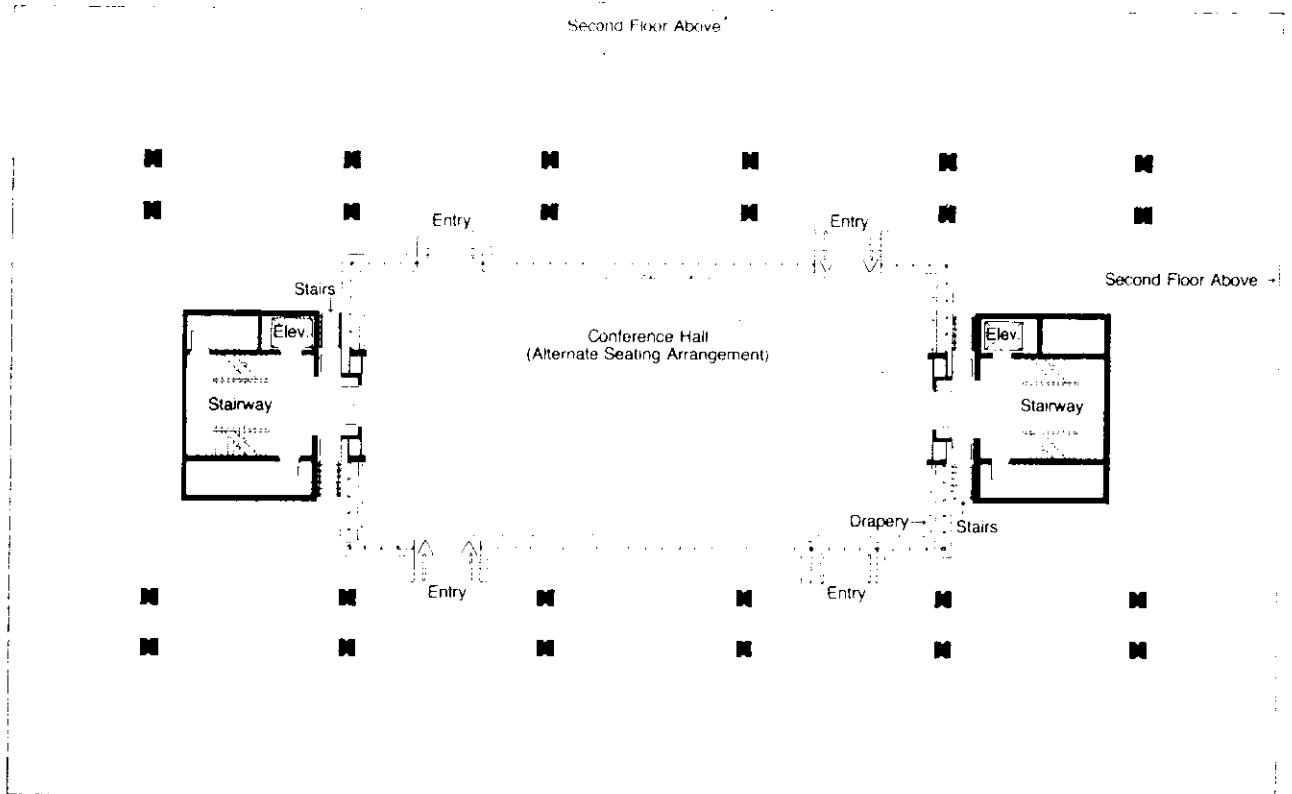 Second Floor Above
Entry
Entry
Second Floor Above
Stairs
Elev.
Conference Hall
(Alternate Seating Arrangement)
Elev.
Stairway
Stairway
Drapery
Stairs
Entry
Entry